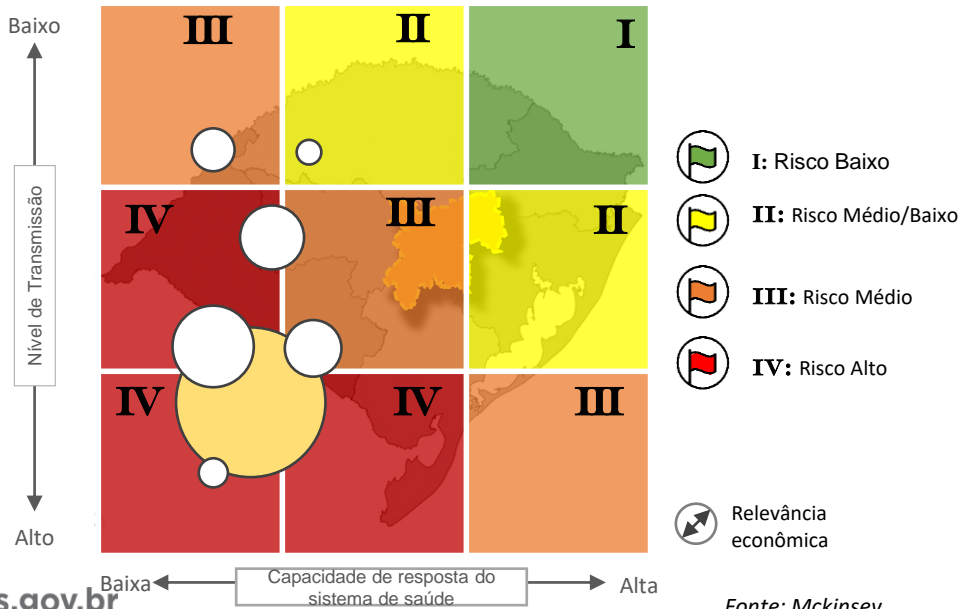 Baixo
Nível de Transmissão
Alto
III
II
I
IV
III
II
IV
IV
III
I: Risco Baixo
II: Risco Médio/Baixo
III: Risco Médio
IV: Risco Alto
Relevância
econômica
Baixa
Capacidade de resposta do
sistema de saúde
Alta
s.gov.br
Fonte: Mckinsey